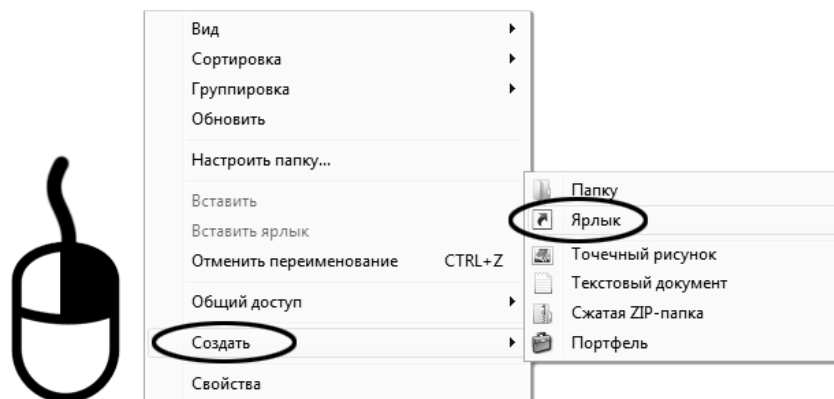 Вид
Сортировка
Группировка
Обновить
Настроить папку...
Вставить
Вставить ярлык
Отменить переименование CTRL+Z
Общий доступ
Создать
Свойства
Папку
Ярлык
Точечный рисунок
Текстовый документ
Сжатая ZIP-папка
Портфель